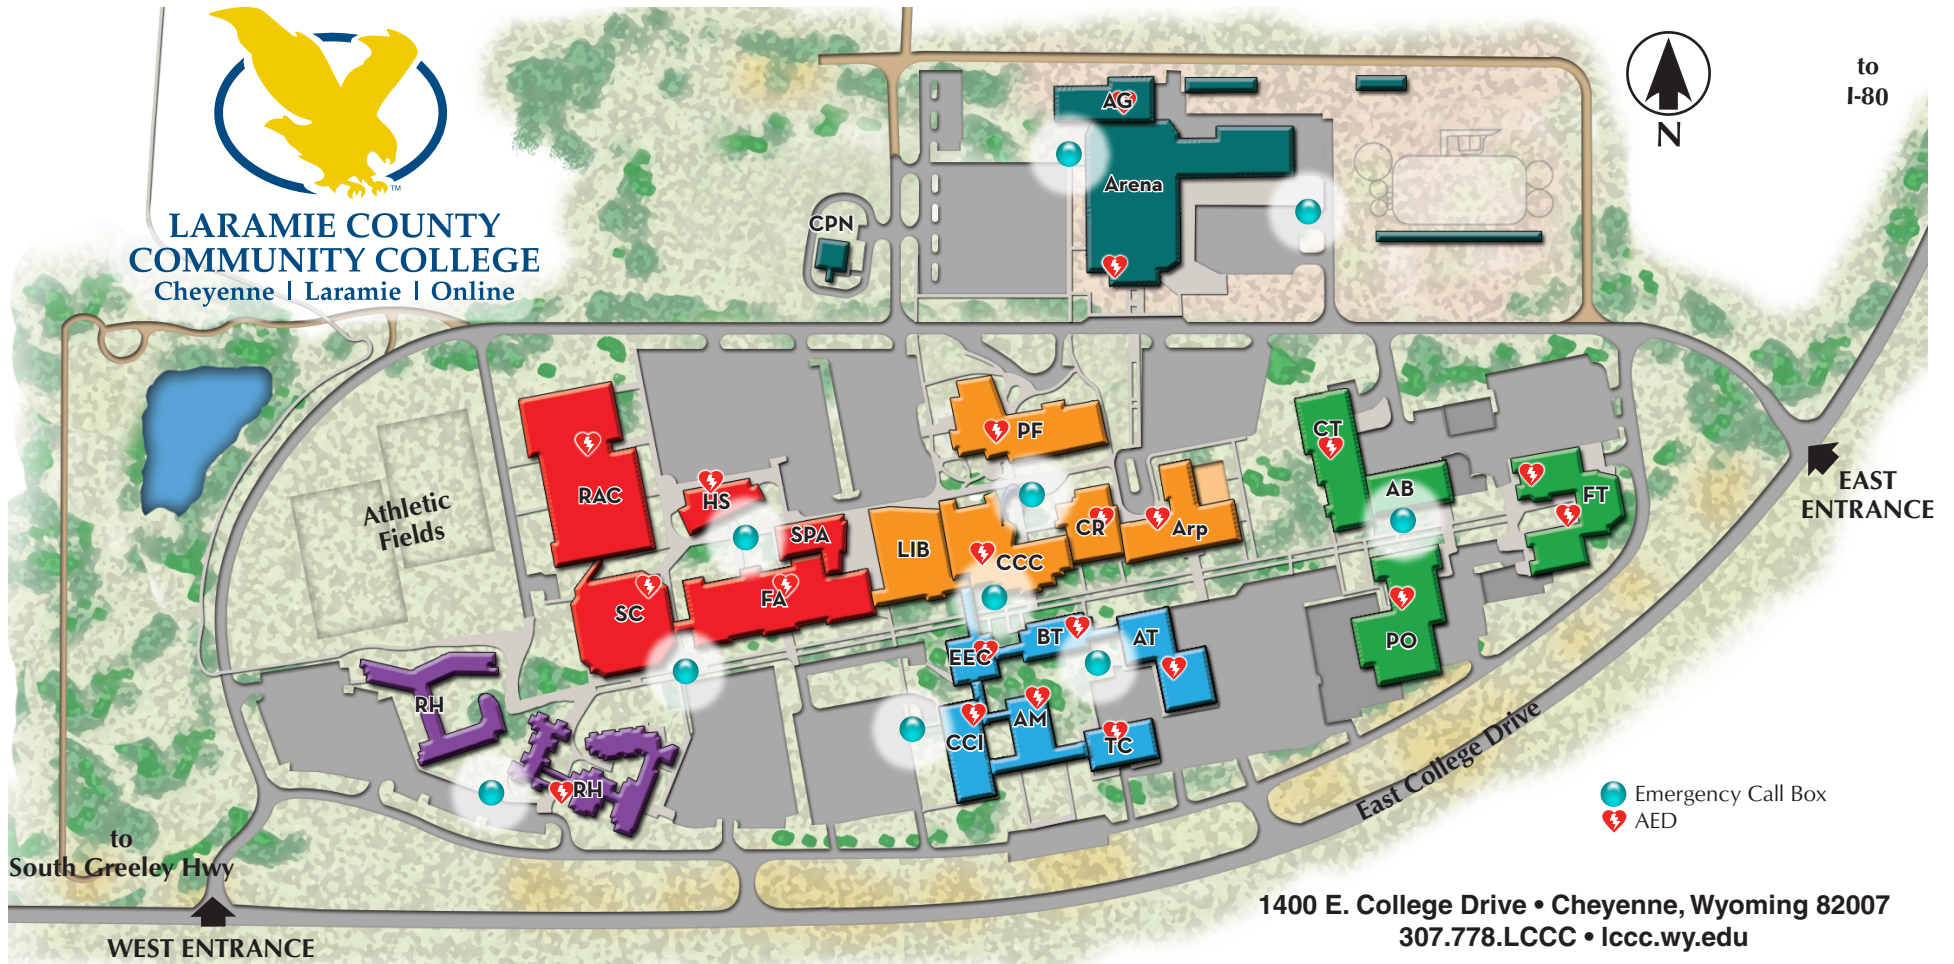 LARAMIE COUNTY
COMMUNITY COLLEGE
Cheyenne | Laramie | Online
TM
N
to
I-80
AG
Arena
CPN
PF
CT
RAC
HS
SPA
LIB
CCC
CR
Arp
AB
FT
Athletic
Fields
EAST
ENTRANCE
SC
FA
BT
AT
EEC
PO
RH
AM
CCI
TC
RH
East College Drive
Emergency Call Box
AED
to
South Greeley Hwy
WEST ENTRANCE
1400 E. College Drive • Cheyenne, Wyoming 82007
307.778.LCCC • lccc.wy.edu